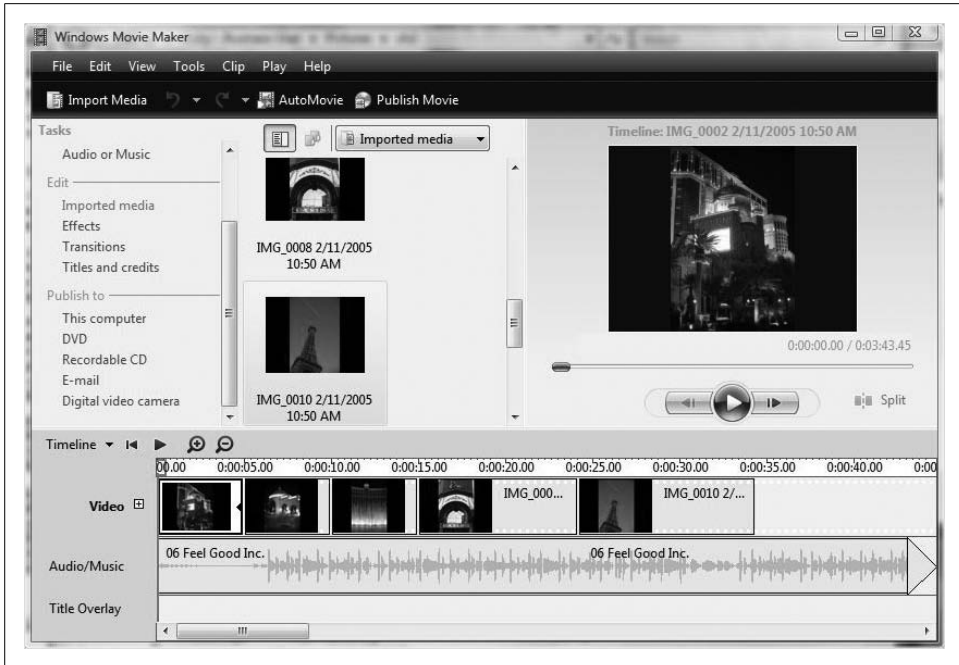 Windows Movie Maker
File Edit View Tools Clip Play Help
Import Media AutoMovie Publish Movie
Tasks
Audio or Music
Edit
Imported media
Effects
Transitions
Titles and credits
Publish to
This computer
DVD
Recordable CD
E-mail
Digital video camera
Imported media
IMG_0008 2/11/2005
10:50 AM
IMG_0010 2/11/2005
10:50 AM
Timeline: IMG_0002 2/11/2005 10:50 AM
0:00:00.00 / 0:03:43.45
Split
Timeline
00.00 0:00:05.00 0:00:10.00 0:00:15.00 0:00:20.00 0:00:25.00 0:00:30.00 0:00:35.00 0:00:40.00 0:00
Video IMG_000... IMG_0010 2/...
Audio/Music 06 Feel Good Inc. 06 Feel Good Inc.
Title Overlay